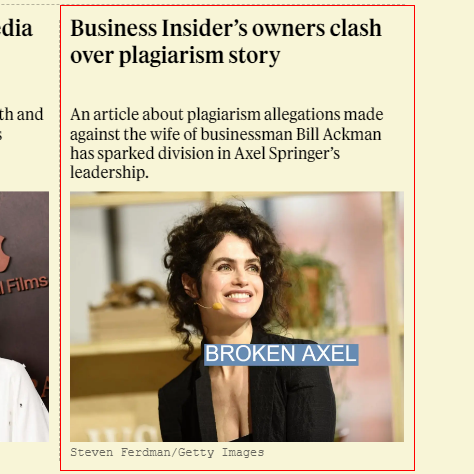 edia
Business Insider's owners clash
over plagiarism story
th and
s
An article about plagiarism allegations made
against the wife of businessman Bill Ackman
has sparked division in Axel Springer's
leadership.
l Films
BROKEN AXEL
Steven Ferdman/Getty Images